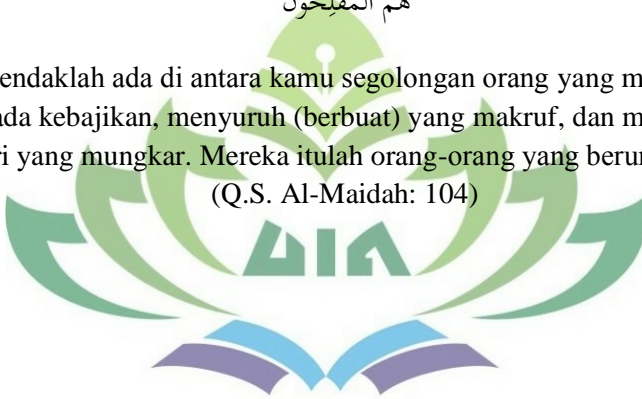 هُمُ الْمُفْلِحُوْنَ
endaklah ada di antara kamu segolongan orang yang m
ada kebajikan, menyuruh (berbuat) yang makruf, dan m
ri yang mungkar. Mereka itulah orang-orang yang berun
(Q.S. Al-Maidah: 104)
UIN